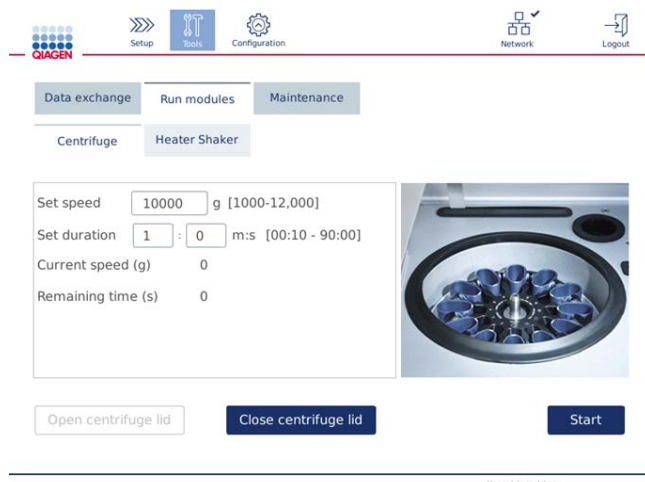 QIAGEN
Setup
Tools
Configuration
Network
Logout
Data exchange
Run modules
Maintenance
Centrifuge
Heater Shaker
Set speed 10000 g [1000-12,000]
Set duration 1 : 0 m:s [00:10 - 90:00]
Current speed (g) 0
Remaining time (s) 0
Open centrifuge lid
Close centrifuge lid
Start